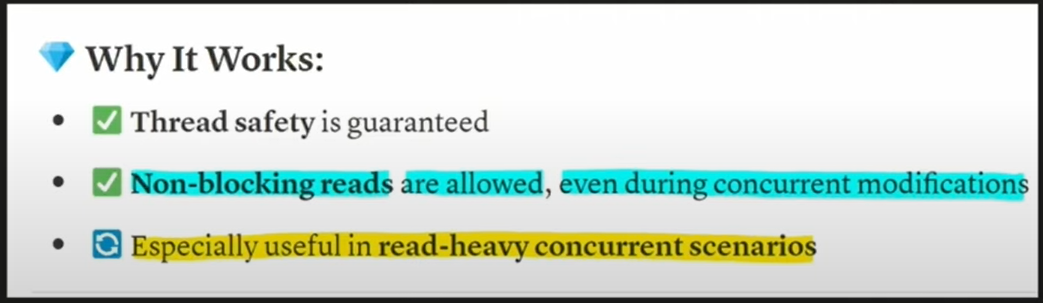 Why It Works:
Thread safety is guaranteed
Non-blocking reads are allowed, even during concurrent modifications
Especially useful in read-heavy concurrent scenarios